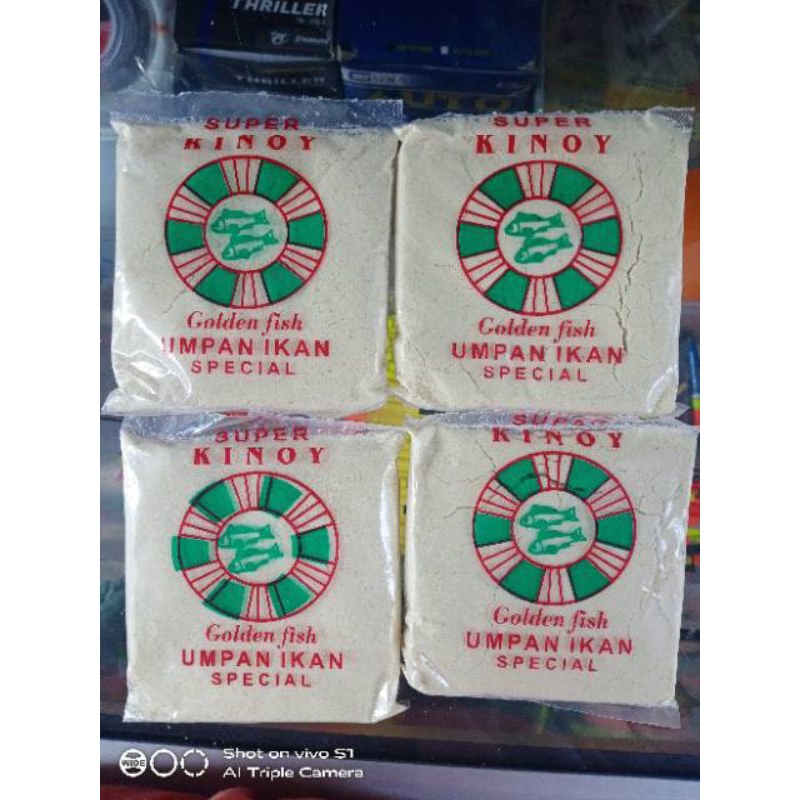 THRILLER
THRILLER
SUPER
KINOY
Golden fish
UMPAN IKAN
SPECIAL
SUPER
KINOY
Golden fish
UMPAN IKAN
SPECIAL
SUPER
KINOY
Golden fish
UMPAN IKAN
SPECIAL
SUPER
KINOY
Golden fish
UMPAN IKAN
SPECIAL
WIDE
Shot on vivo S1
AI Triple Camera